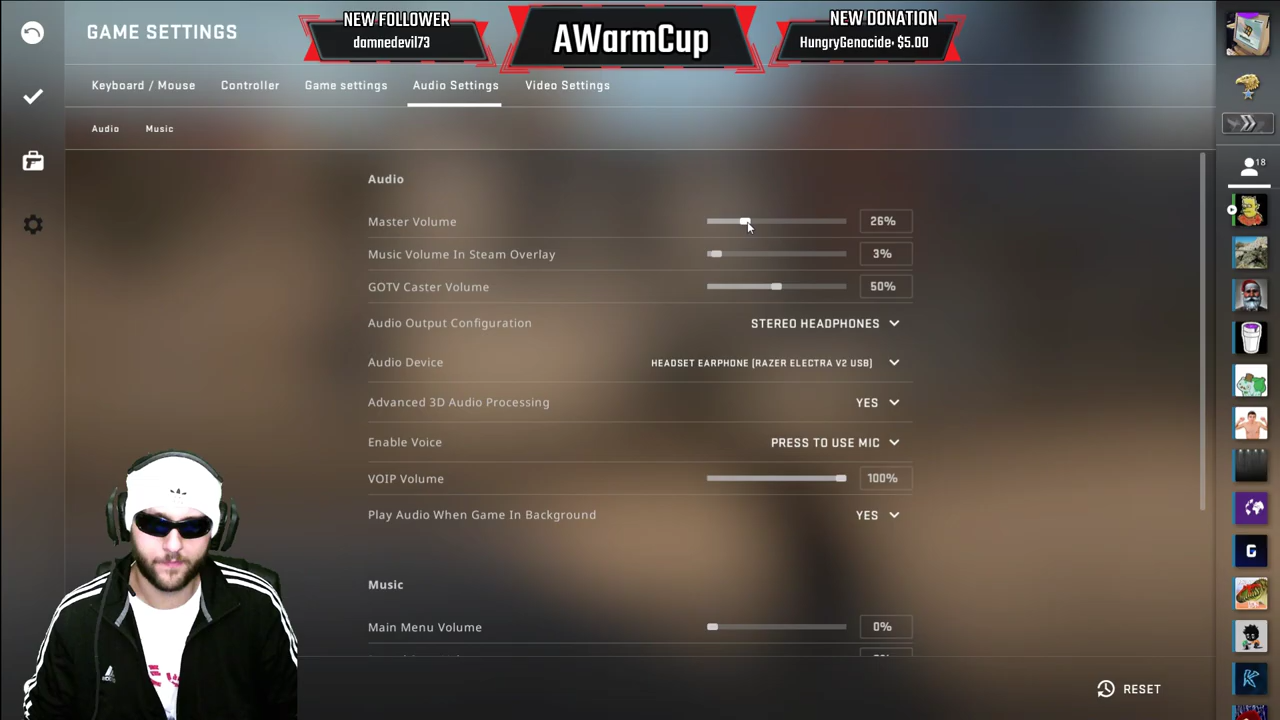 GAME SETTINGS
NEW FOLLOWER
damnedevil73
AWarmCup
NEW DONATION
HungryGenocide• $5.00
Keyboard / Mouse
Controller
Game settings
Audio Settings
Video Settings
Audio
Music
18
Audio
Master Volume
26%
Music Volume In Steam Overlay
3%
GOTV Caster Volume
50%
Audio Output Configuration
STEREO HEADPHONES
Audio Device
HEADSET EARPHONE (RAZER ELECTRA V2 USB)
Advanced 3D Audio Processing
YES
Enable Voice
PRESS TO USE MIC
VOIP Volume
100%
Play Audio When Game In Background
YES
G
Music
Main Menu Volume
0%
RESET